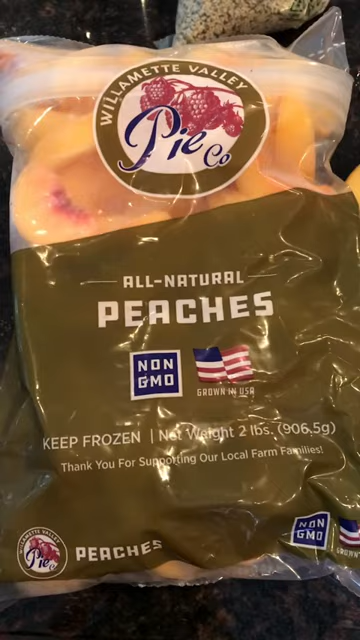 WILLAMETTE VALLEY
Pie Co
ALL-NATURAL
PEACHES
NON
GMO
GROWN IN USA
KEEP FROZEN | Net Weight 2 lbs. (906.5g)
Thank You For Supporting Our Local Farm Families!
WILLAMETTE VALLEY
Pie Co
PEACHES
NON
GMO
GROWN